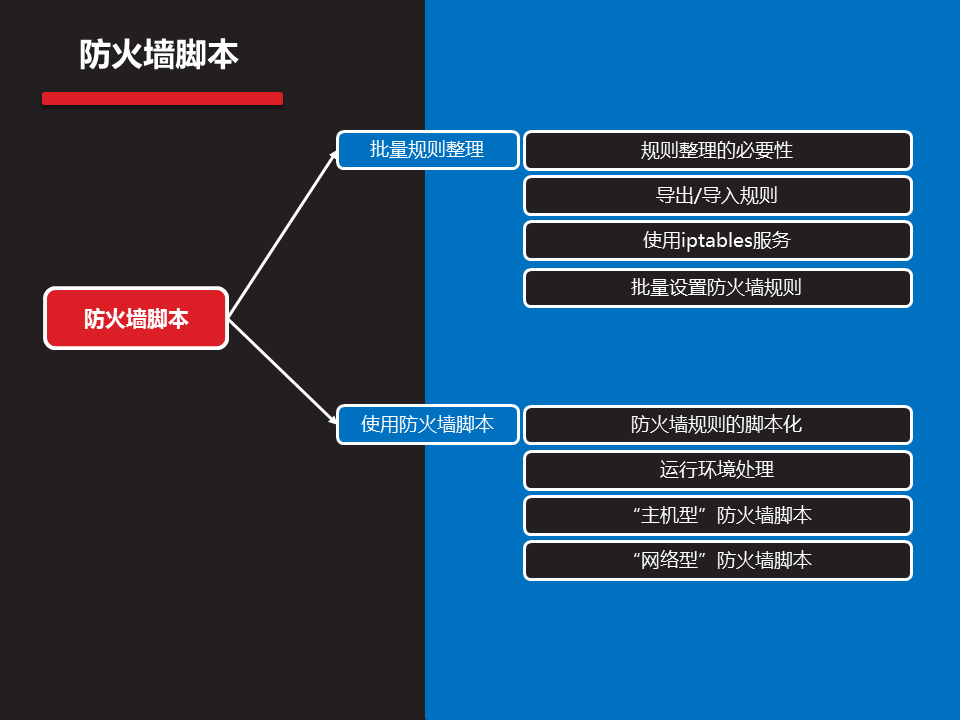 防火墙脚本
批量规则整理
规则整理的必要性
导出/导入规则
使用iptables服务
批量设置防火墙规则
防火墙脚本
使用防火墙脚本
防火墙规则的脚本化
运行环境处理
“主机型”防火墙脚本
“网络型”防火墙脚本